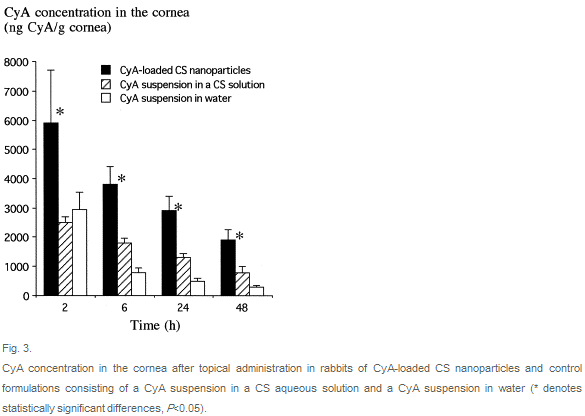 CyA concentration in the cornea
(ng CyA/g cornea)
8000
7000
6000
5000
4000
3000
2000
1000
0
CyA-loaded CS nanoparticles
CyA suspension in a CS solution
CyA suspension in water
*
*
*
*
2 6 24 48
Time (h)
Fig. 3.
CyA concentration in the cornea after topical administration in rabbits of CyA-loaded CS nanoparticles and control
formulations consisting of a CyA suspension in a CS aqueous solution and a CyA suspension in water (* denotes
statistically significant differences, P<0.05).